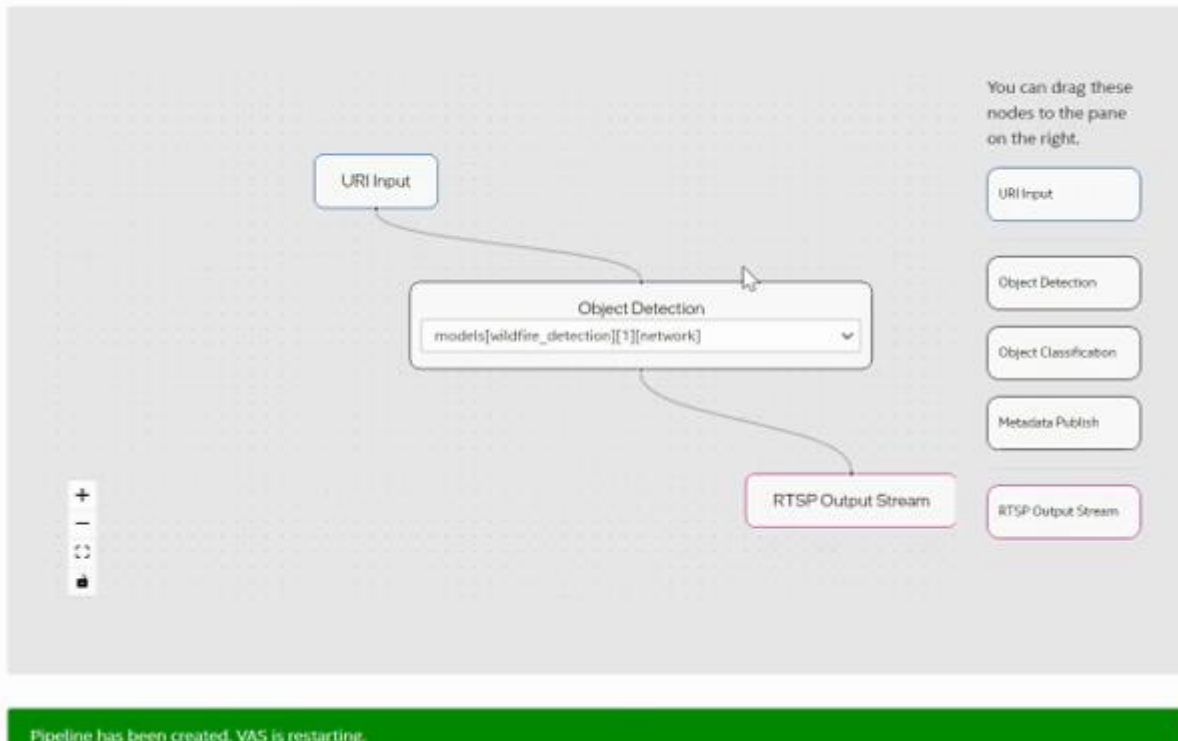 You can drag these
nodes to the pane
on the right.
URI Input
URI Input
Object Detection
Object Detection
models[wildfire_detection][1][network]
Object Classification
Metadata Publish
RTSP Output Stream
RTSP Output Stream
Pipeline has been created. VAS is restarting.